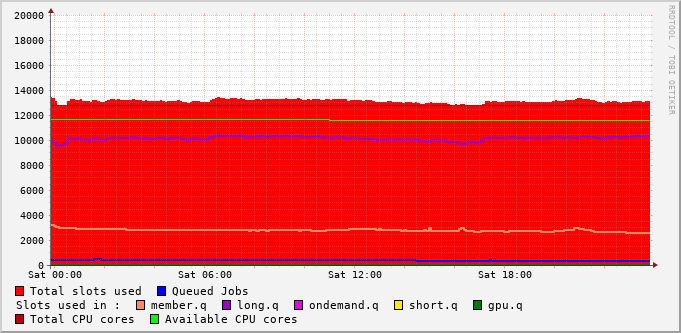 20000
18000
16000
14000
12000
10000
8000
6000
4000
2000
0
Sat 00:00 Sat 06:00 Sat 12:00 Sat 18:00
Total slots used Queued Jobs
Slots used in : member.q long.q ondemand.q short.q gpu.q
Total CPU cores Available CPU cores
RRDTOOL / TOBI OETIKER